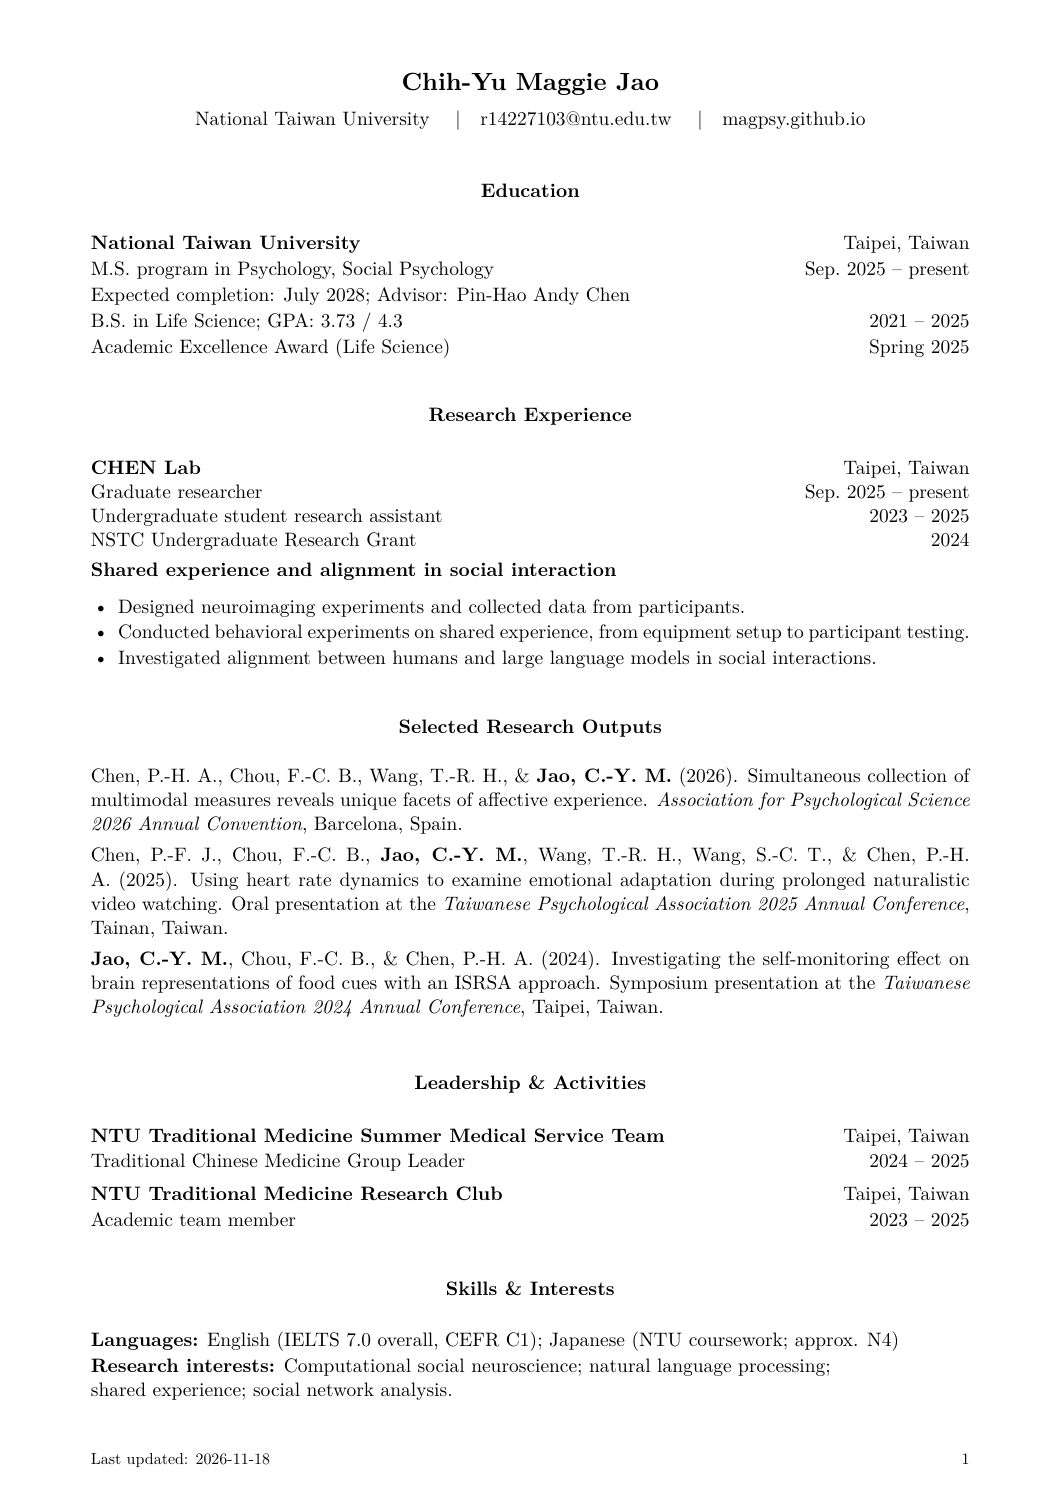 Chih-Yu Maggie Jao
National Taiwan University | r14227103@ntu.edu.tw | magpsy.github.io
Education
National Taiwan University Taipei, Taiwan
M.S. program in Psychology, Social Psychology Sep. 2025 – present
Expected completion: July 2028; Advisor: Pin-Hao Andy Chen
B.S. in Life Science; GPA: 3.73 / 4.3 2021 – 2025
Academic Excellence Award (Life Science) Spring 2025
Research Experience
CHEN Lab Taipei, Taiwan
Graduate researcher Sep. 2025 – present
Undergraduate student research assistant 2023 – 2025
NSTC Undergraduate Research Grant 2024
Shared experience and alignment in social interaction
• Designed neuroimaging experiments and collected data from participants.
• Conducted behavioral experiments on shared experience, from equipment setup to participant testing.
• Investigated alignment between humans and large language models in social interactions.
Selected Research Outputs
Chen, P.-H. A., Chou, F.-C. B., Wang, T.-R. H., & Jao, C.-Y. M. (2026). Simultaneous collection of
multimodal measures reveals unique facets of affective experience. Association for Psychological Science
2026 Annual Convention, Barcelona, Spain.
Chen, P.-F. J., Chou, F.-C. B., Jao, C.-Y. M., Wang, T.-R. H., Wang, S.-C. T., & Chen, P.-H.
A. (2025). Using heart rate dynamics to examine emotional adaptation during prolonged naturalistic
video watching. Oral presentation at the Taiwanese Psychological Association 2025 Annual Conference,
Tainan, Taiwan.
Jao, C.-Y. M., Chou, F.-C. B., & Chen, P.-H. A. (2024). Investigating the self-monitoring effect on
brain representations of food cues with an ISRSA approach. Symposium presentation at the Taiwanese
Psychological Association 2024 Annual Conference, Taipei, Taiwan.
Leadership & Activities
NTU Traditional Medicine Summer Medical Service Team Taipei, Taiwan
Traditional Chinese Medicine Group Leader 2024 – 2025
NTU Traditional Medicine Research Club Taipei, Taiwan
Academic team member 2023 – 2025
Skills & Interests
Languages: English (IELTS 7.0 overall, CEFR C1); Japanese (NTU coursework; approx. N4)
Research interests: Computational social neuroscience; natural language processing;
shared experience; social network analysis.
Last updated: 2026-11-18 1